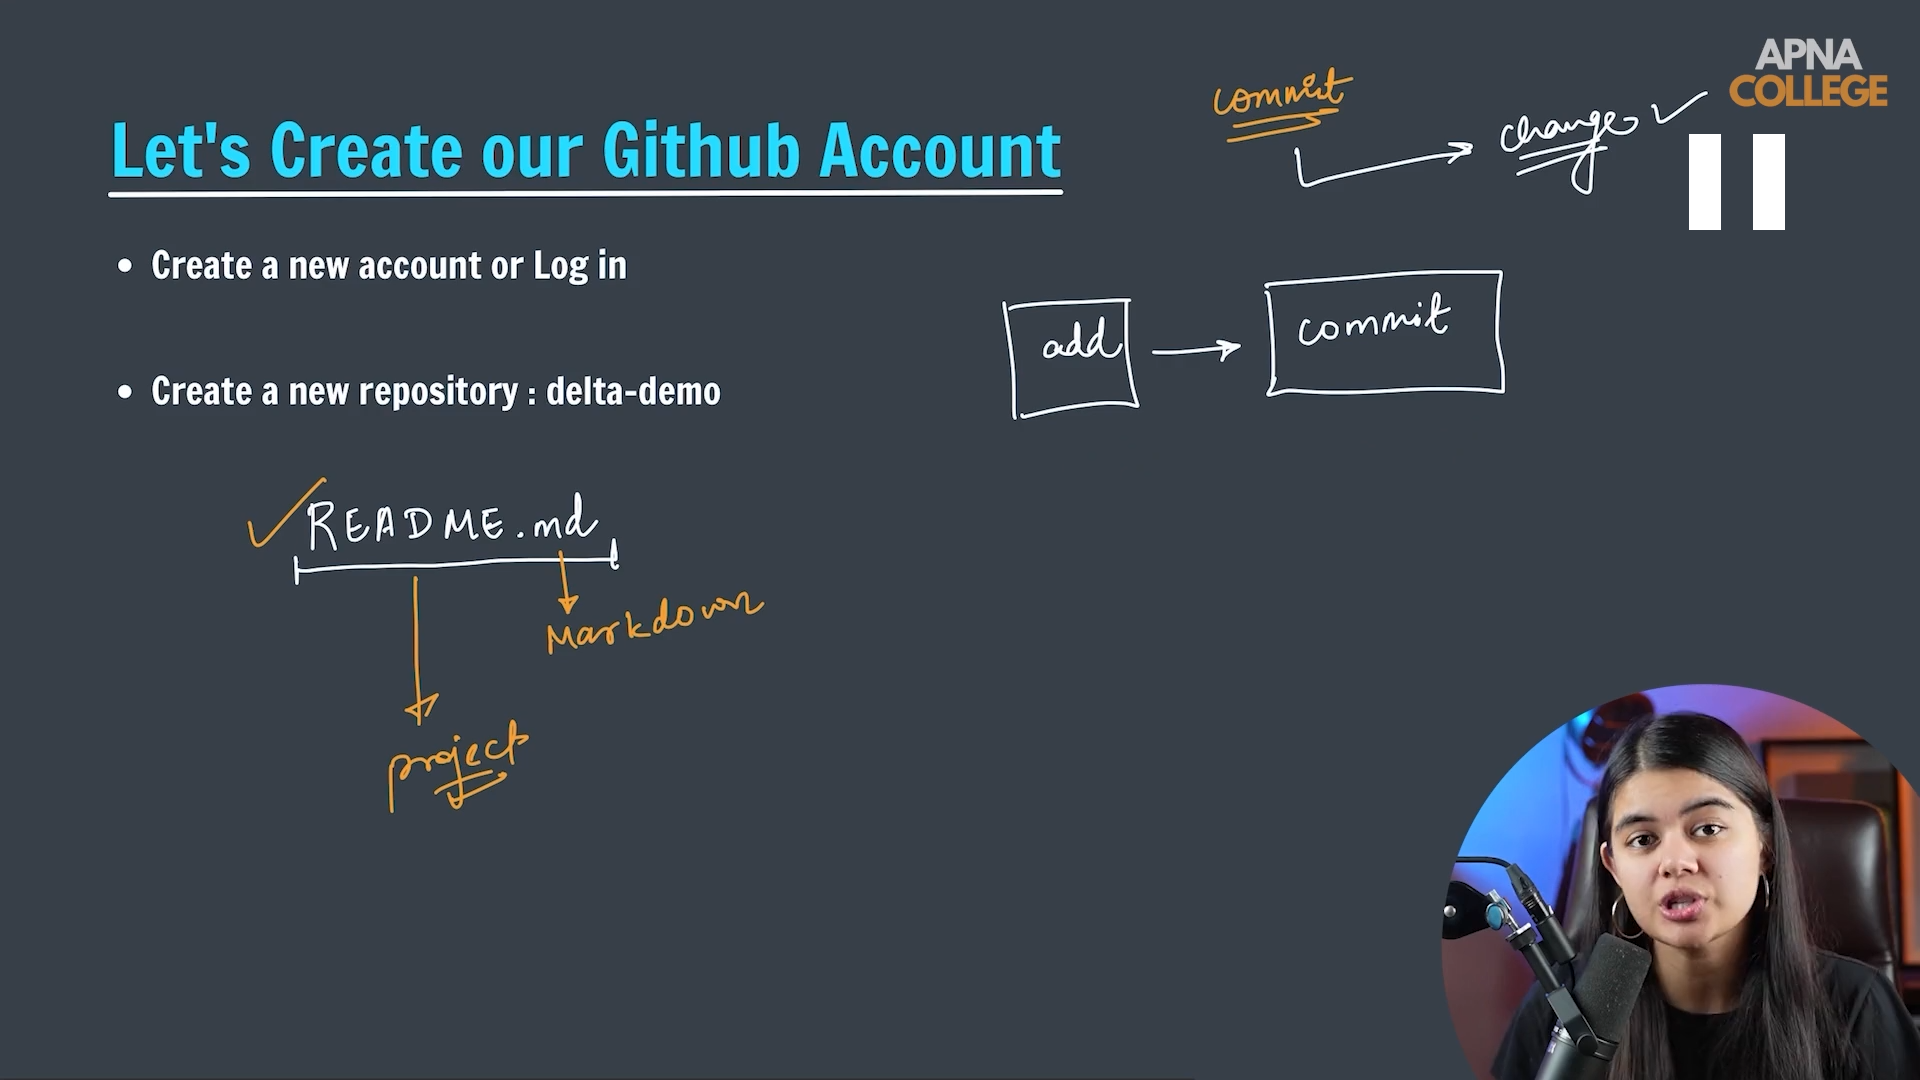 APNA
COLLEGE
commit
changes
Let's Create our Github Account
• Create a new account or Log in
add
commit
• Create a new repository : delta-demo
README.md
Markdown
project